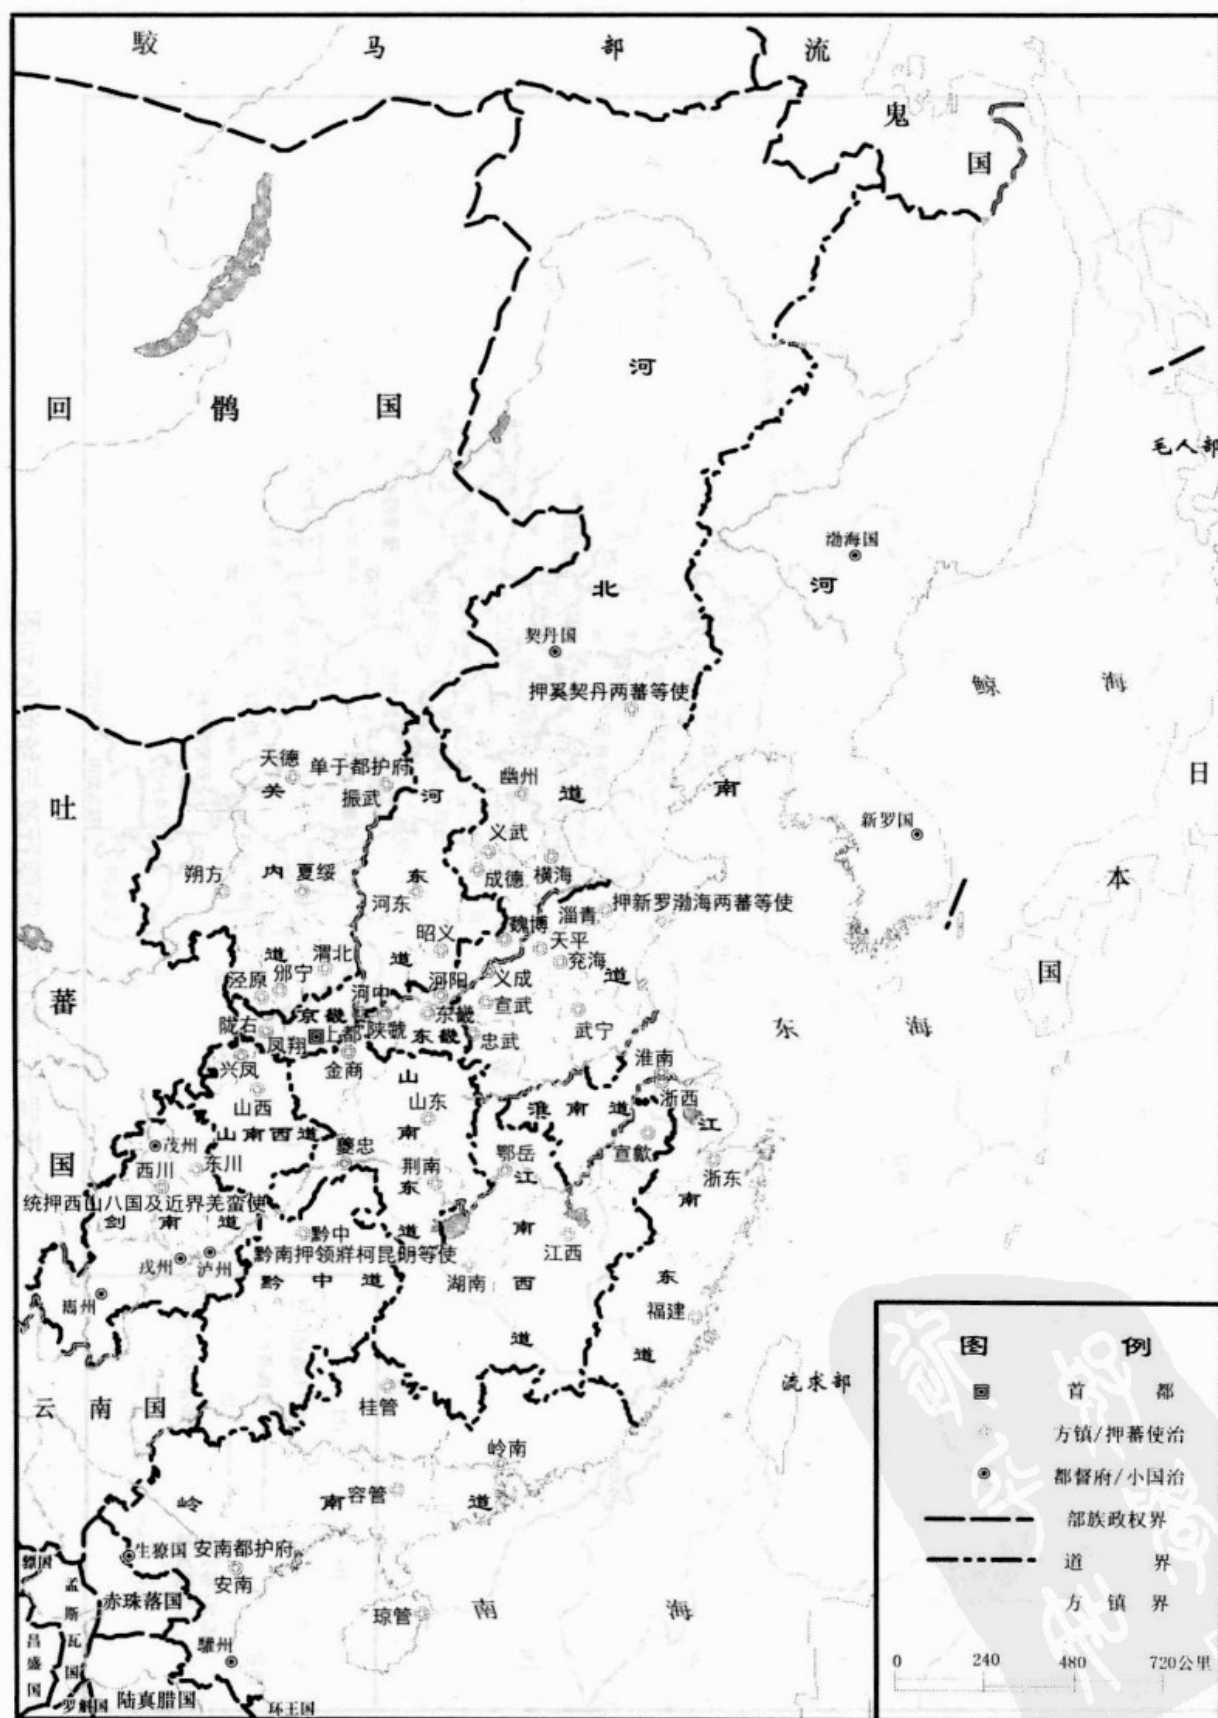 驳马部
流鬼国
回鹘国
河北道
毛人部
渤海国
河南道
契丹国
押奚契丹两蕃等使
鲸海
日本国
吐蕃国
天德
单于都护府
振武
关内道
河东道
幽州
新罗国
义武
成德
横海
朔方
夏绥
河东
淄青
押新罗渤海两蕃等使
魏博
天平
兖海
昭义
渭北
邠宁
泾原
河中
河阳
义成
宣武
京畿
上都
陕虢
东畿
东畿
忠武
武宁
陇右
凤翔
金商
兴凤
山西
山南西道
山南东道
山东
淮南
淮南道
浙西
东海
茂州
西川
东川
夔忠
荆南
鄂岳
宣歙
浙东
江南东道
江南西道
统押西山八国及近界羌蛮使
剑南道
黔中
黔南押领牂柯昆明等使
黔中道
江西
湖南
戎州
泸州
巂州
福建
流求部
云南国
桂管
岭南
容管
岭南道
生獠国
安南都护府
安南
骠国
孟斯瓦国
赤珠落国
琼管
南海
昌盛国
驩州
陆真腊国
环王国
图例
首都
方镇/押蕃使治
都督府/小国治
部族政权界
道界
方镇界
0 240 480 720公里